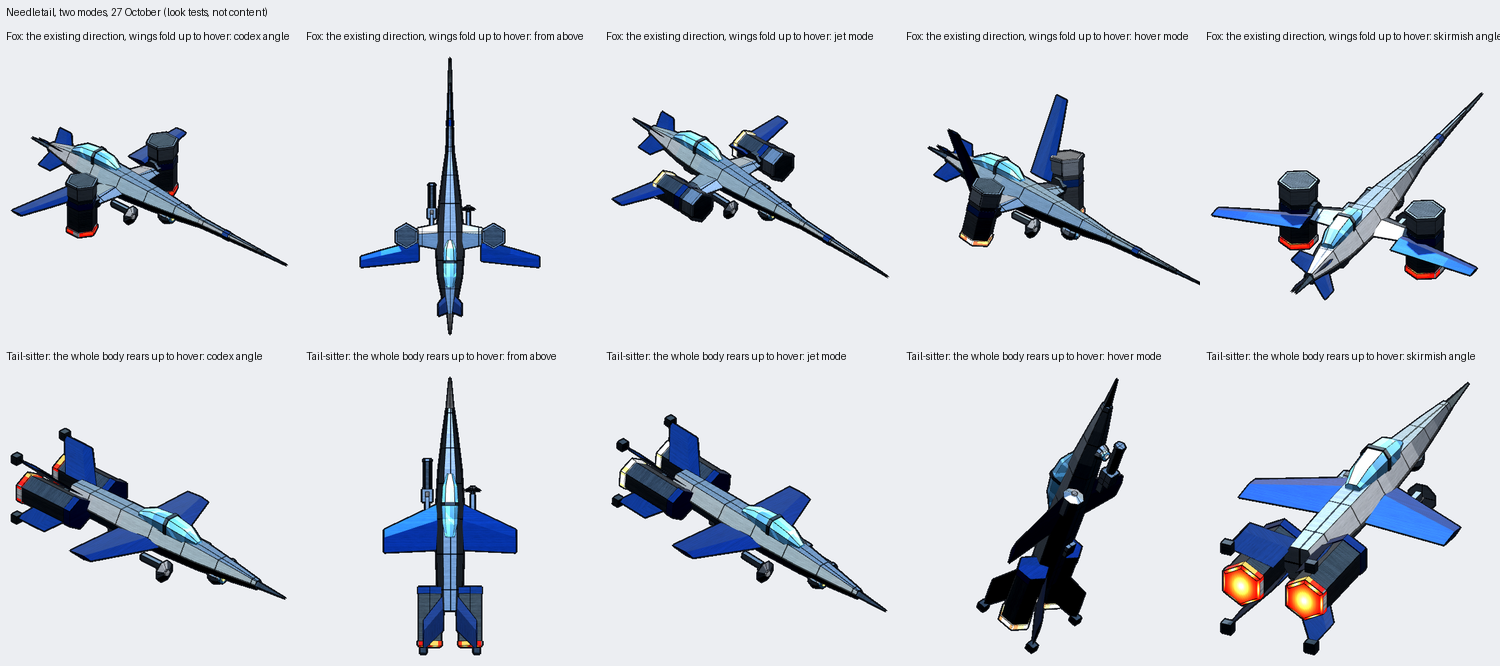 Needletail, two modes, 27 October (look tests, not content)
Fox: the existing direction, wings fold up to hover: codex angle
Fox: the existing direction, wings fold up to hover: from above
Fox: the existing direction, wings fold up to hover: jet mode
Fox: the existing direction, wings fold up to hover: hover mode
Fox: the existing direction, wings fold up to hover: skirmish angle
Tail-sitter: the whole body rears up to hover: codex angle
Tail-sitter: the whole body rears up to hover: from above
Tail-sitter: the whole body rears up to hover: jet mode
Tail-sitter: the whole body rears up to hover: hover mode
Tail-sitter: the whole body rears up to hover: skirmish angle